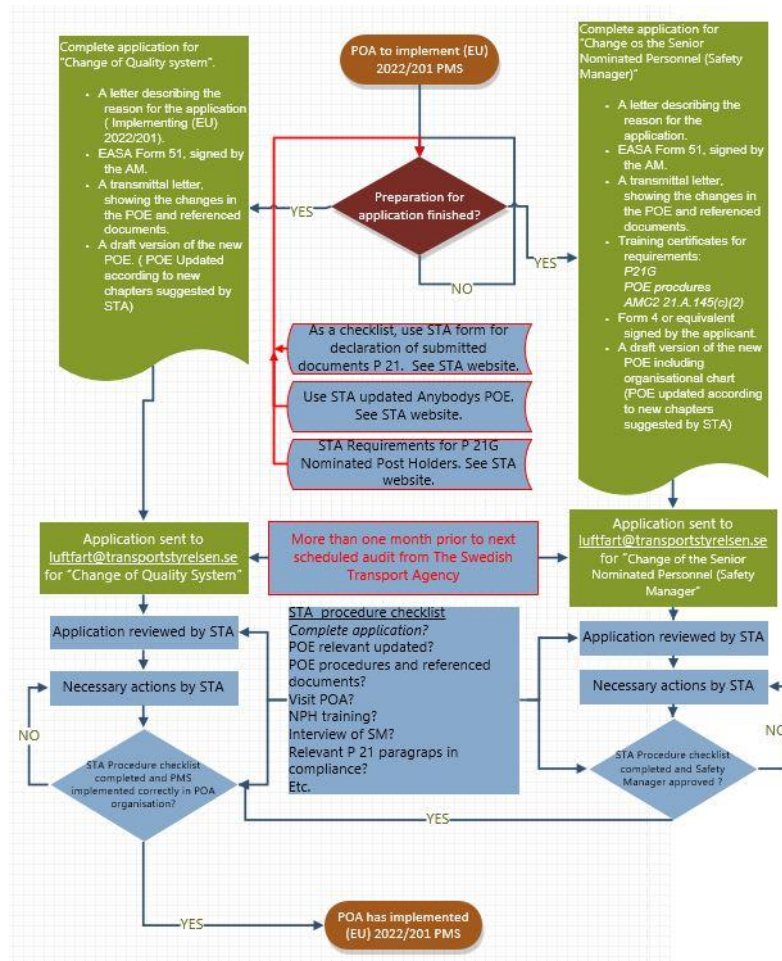 Complete application for
"Change of Quality system".
• A letter describing the
reason for the application
( Implementing (EU)
2022/201).
• EASA Form 51, signed by
the AM.
• A transmittal letter,
showing the changes in
the POE and referenced
documents.
• A draft version of the new
POE. ( POE Updated
according to new
chapters suggested by
STA)
POA to implement (EU)
2022/201 PMS
Complete application for
"Change os the Senior
Nominated Personnel (Safety
Manager)"
• A letter describing the
reason for the
application.
• EASA Form 51, signed by
the AM.
• A transmittal letter,
showing the changes in
the POE and referenced
documents.
• Training certificates for
requirements:
P21G
POE procdures
AMC2 21.A.145(c)(2)
• Form 4 or equivalent
signed by the applicant.
• A draft version of the new
POE including
organisational chart
(POE updated according
to new chapters
suggested by STA)
Preparation for
application finished?
YES
YES
NO
As a checklist, use STA form for
declaration of submitted
documents P 21. See STA website.
Use STA updated Anybodys POE.
See STA website.
STA Requirements for P 21G
Nominated Post Holders. See STA
website.
Application sent to
luftfart@transportstyrelsen.se
for "Change of Quality System"
More than one month prior to next
scheduled audit from The Swedish
Transport Agency
Application sent to
luftfart@transportstyrelsen.se
for "Change of the Senior
Nominated Personnel (Safety
Manager"
Application reviewed by STA
Necessary actions by STA
NO
STA Procedure checklist
completed and PMS
implemented correctly in POA
organisation?
STA procedure checklist
Complete application?
POE relevant updated?
POE procedures and referenced
documents?
Visit POA?
NPH training?
Interview of SM?
Relevant P 21 paragraps in
compliance?
Etc.
Application reviewed by STA
Necessary actions by STA
NO
STA Procedure checklist
completed and Safety
Manager approved ?
YES
YES
POA has implemented
(EU) 2022/201 PMS